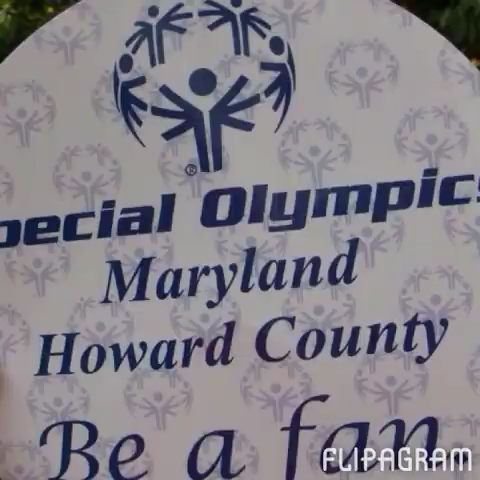 pecial Olympics
Maryland
Howard County
Be a fan
FLIPAGRAM